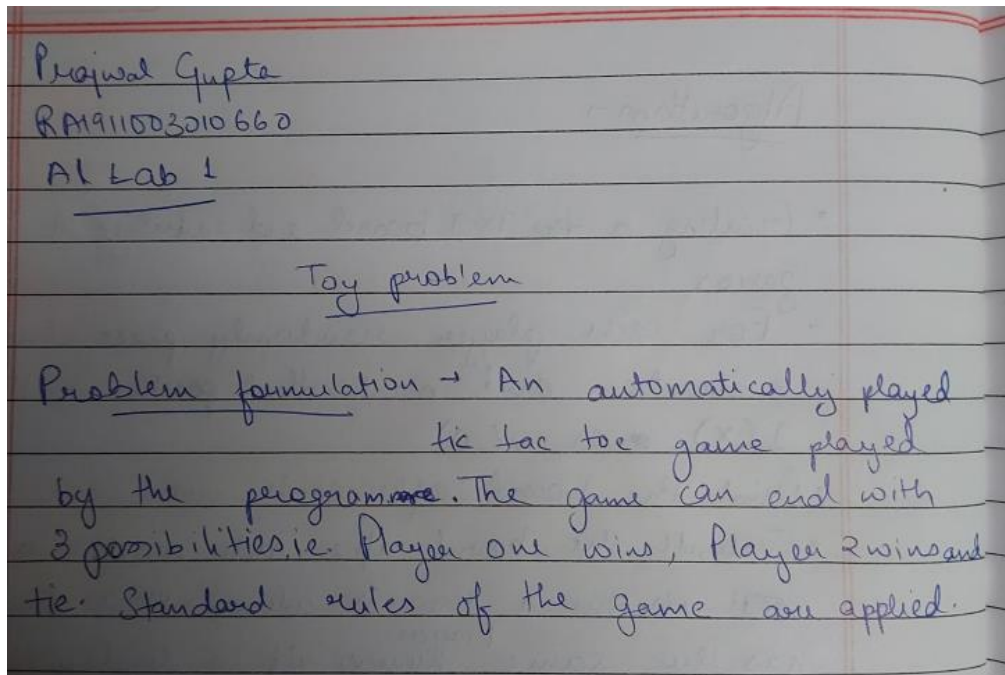 Prajwal Gupta
RA1911003010660
AI Lab 1
Toy problem
Problem formulation → An automatically played
tic tac toe game played
by the program. The game can end with
3 possibilities, ie. Player one wins, Player 2 wins and
tie. Standard rules of the game are applied.